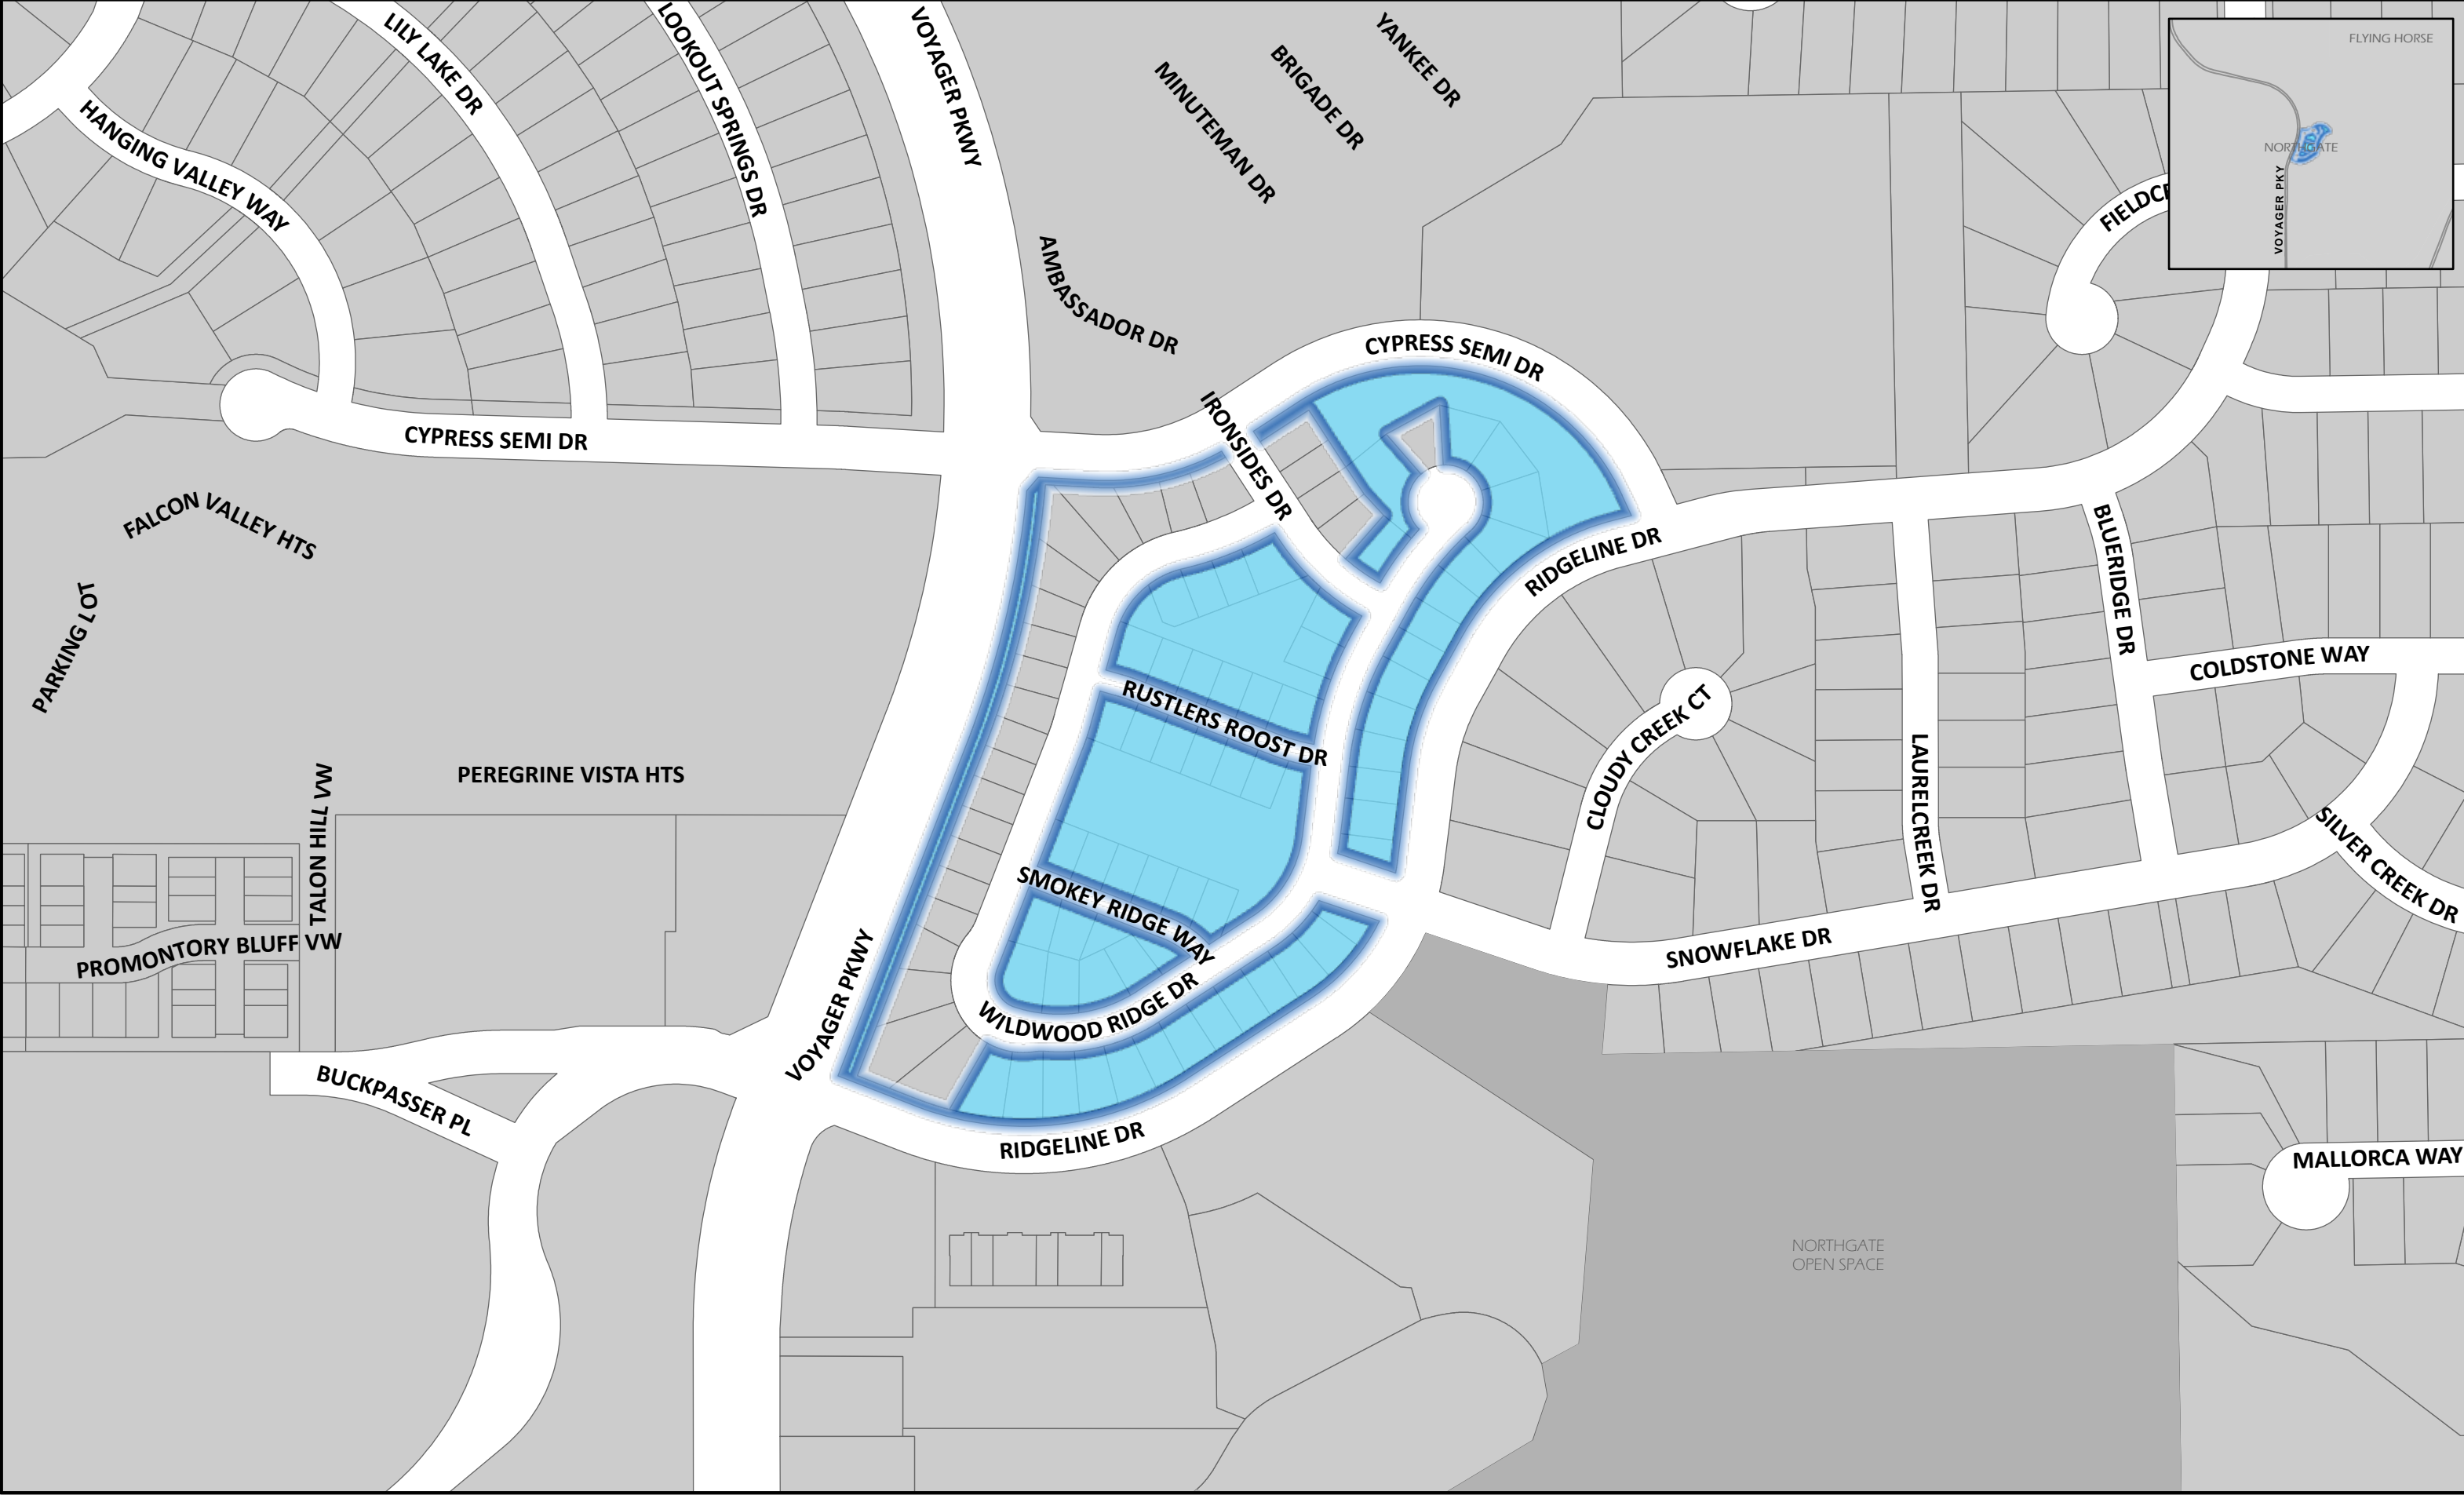 LILY LAKE DR
LOOKOUT SPRINGS DR
VOYAGER PKWY
YANKEE DR
BRIGADE DR
MINUTEMAN DR
FLYING HORSE
NORTHGATE
VOYAGER PKY
HANGING VALLEY WAY
AMBASSADOR DR
CYPRESS SEMI DR
IRONSIDES DR
CYPRESS SEMI DR
FALCON VALLEY HTS
PARKING LOT
RIDGELINE DR
BLUERIDGE DR
COLDSTONE WAY
RUSTLERS ROOST DR
CLOUDY CREEK CT
LAURELCREEK DR
PEREGRINE VISTA HTS
TALON HILL VW
SILVER CREEK DR
SMOKEY RIDGE WAY
PROMONTORY BLUFF VW
SNOWFLAKE DR
WILDWOOD RIDGE DR
VOYAGER PKWY
BUCKPASSER PL
RIDGELINE DR
MALLORCA WAY
NORTHGATE
OPEN SPACE